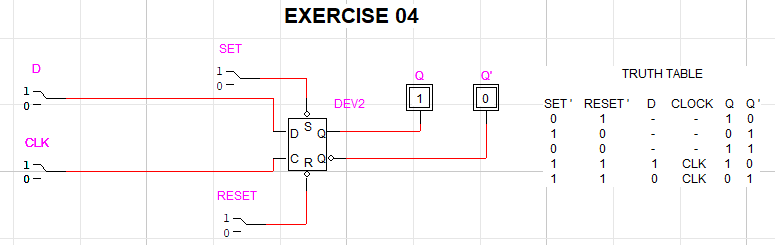 EXERCISE 04
SET
D
1
0
1
0
Q
Q'
1
0
DEV2
TRUTH TABLE
SET ' RESET ' D CLOCK Q Q '
0 1 - - 1 0
1 0 - - 0 1
0 0 - - 1 1
1 1 1 CLK 1 0
1 1 0 CLK 0 1
S
D Q
C Q
R
CLK
1
0
RESET
1
0